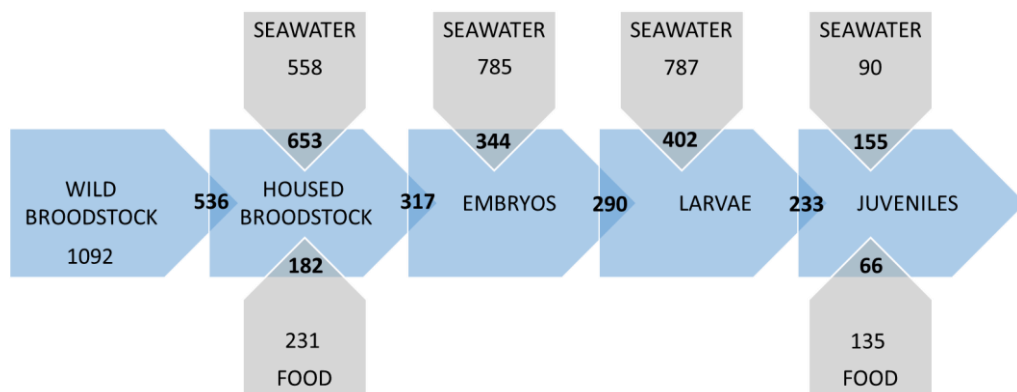 SEAWATER
558
SEAWATER
785
SEAWATER
787
SEAWATER
90
653
344
402
155
WILD
BROODSTOCK
1092
536
HOUSED
BROODSTOCK
317
EMBRYOS
290
LARVAE
233
JUVENILES
182
66
231
FOOD
135
FOOD